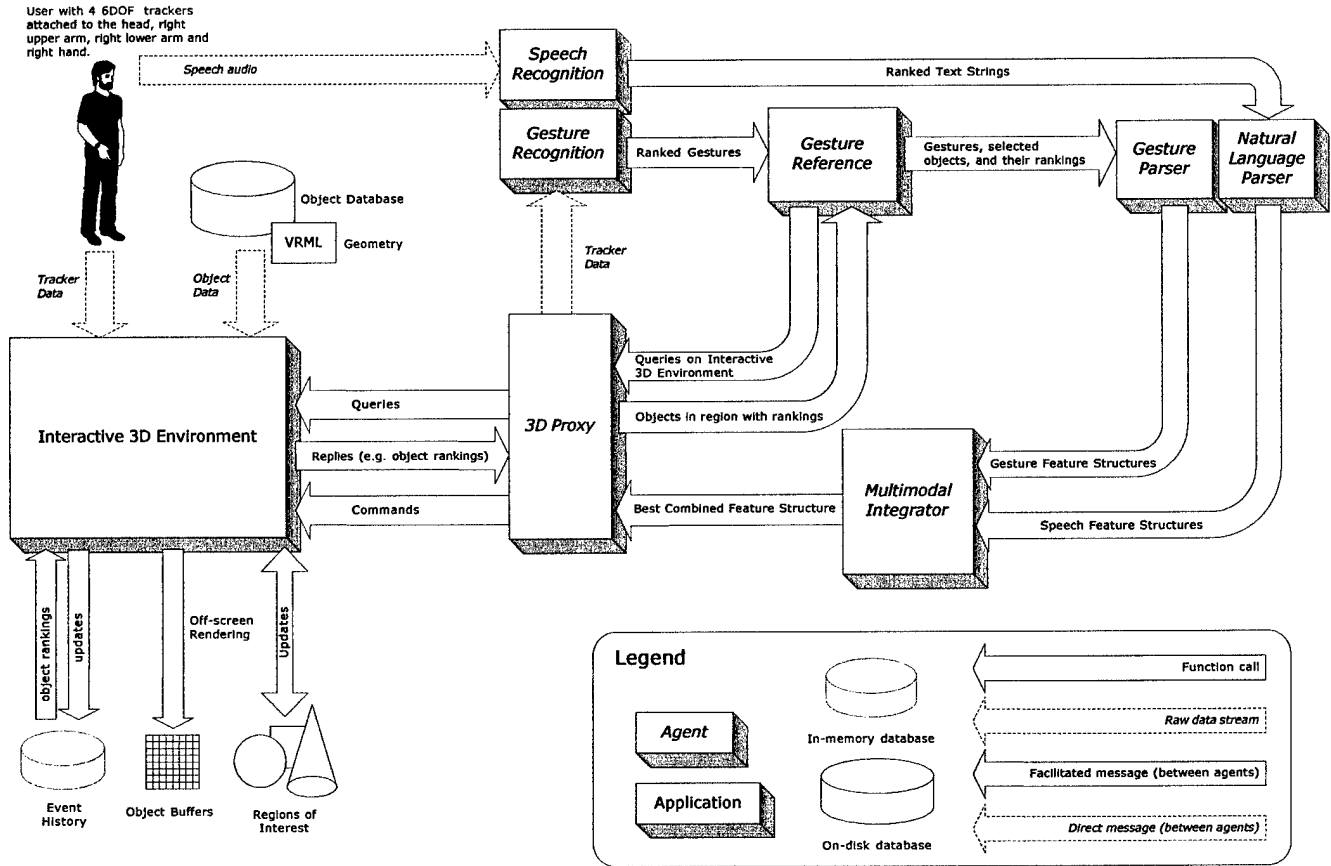 User with 4 6DOF trackers
attached to the head, right
upper arm, right lower arm and
right hand.
Speech audio
Speech
Recognition
Ranked Text Strings
Gesture
Recognition
Ranked Gestures
Gesture
Reference
Gestures, selected
objects, and their rankings
Gesture
Parser
Natural
Language
Parser
Object Database
VRML
Geometry
Tracker
Data
Object
Data
Tracker
Data
Interactive 3D Environment
Queries
Replies (e.g. object rankings)
Commands
3D Proxy
Queries on Interactive
3D Environment
Objects in region with rankings
Best Combined Feature Structure
Multimodal
Integrator
Gesture Feature Structures
Speech Feature Structures
object rankings
updates
Off-screen
Rendering
Updates
Event
History
Object Buffers
Regions of
Interest
Legend
Agent
Application
In-memory database
On-disk database
Function call
Raw data stream
Facilitated message (between agents)
Direct message (between agents)